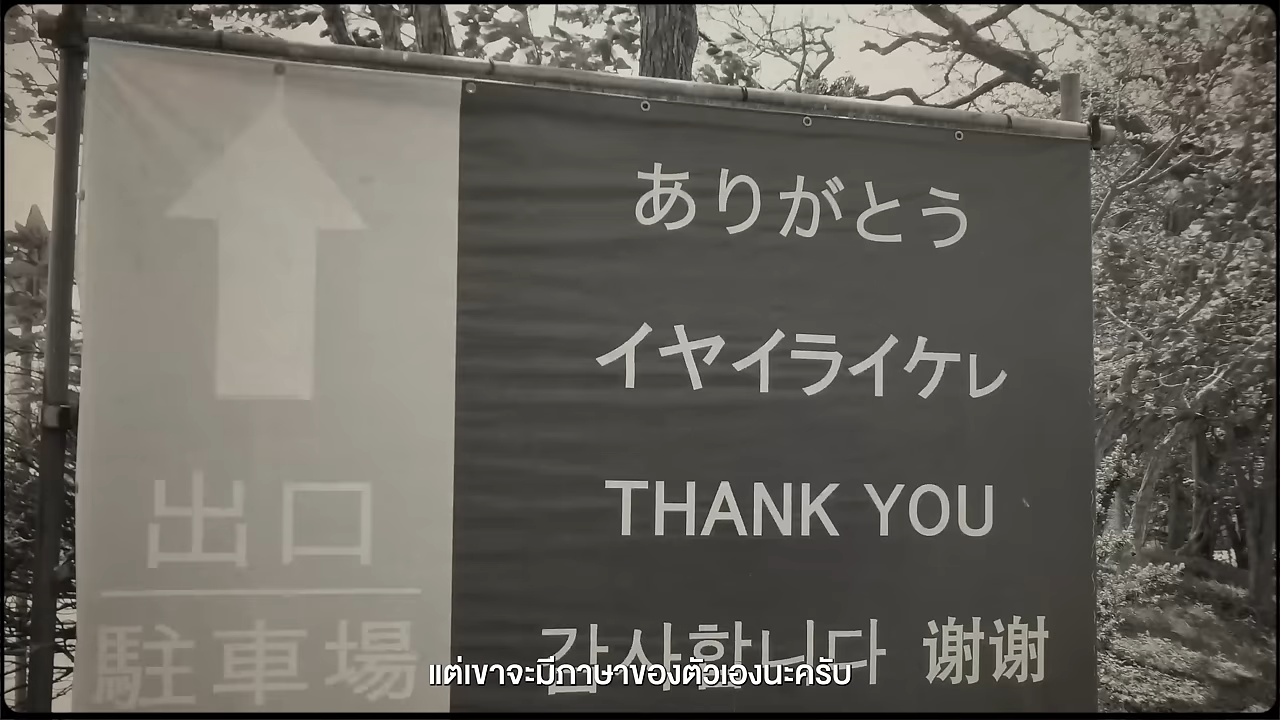 出口
駐車場
ありがとう
イヤイライケㇾ
THANK YOU
감사합니다 谢谢
แต่เขาจะมีภาษาของตัวเองนะครับ